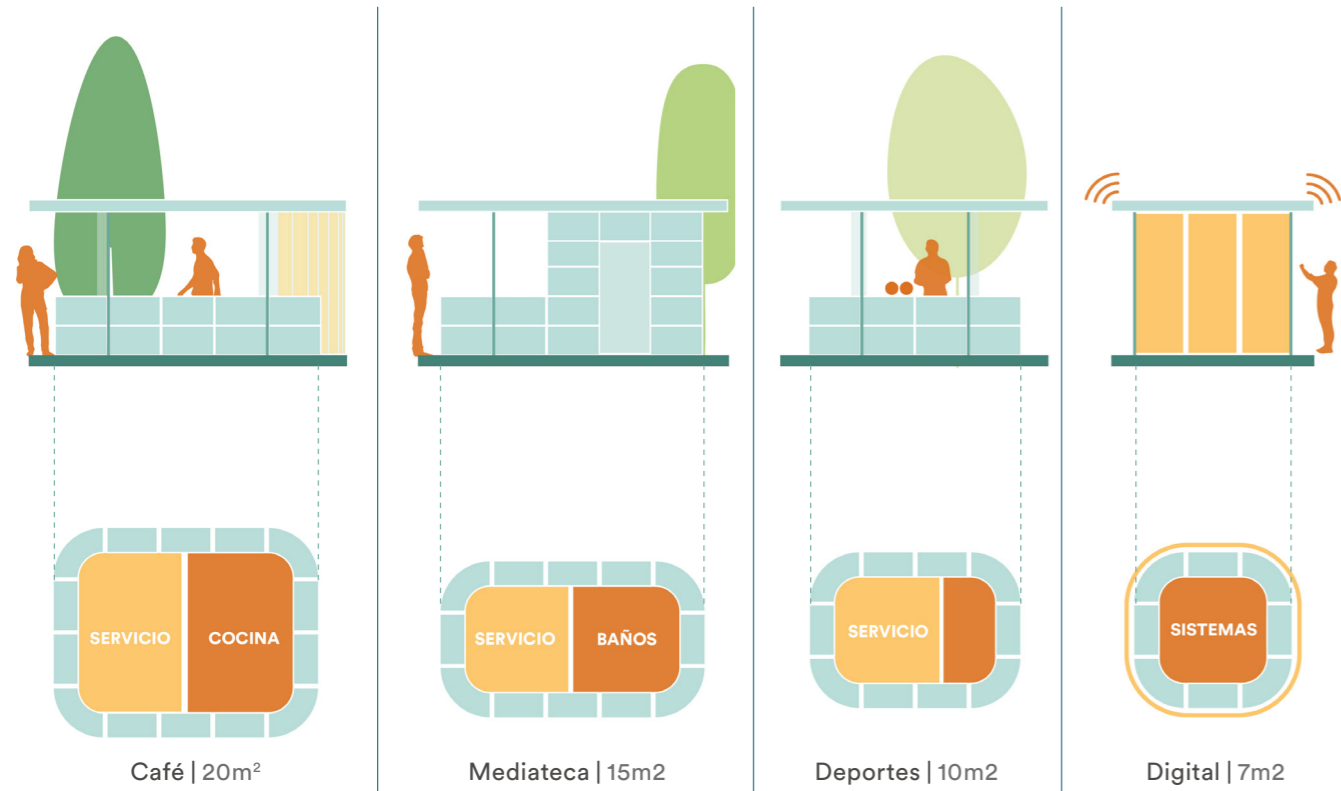 SERVICIO COCINA
SERVICIO BAÑOS
SERVICIO
SISTEMAS
Café | 20m²
Mediateca | 15m2
Deportes | 10m2
Digital | 7m2